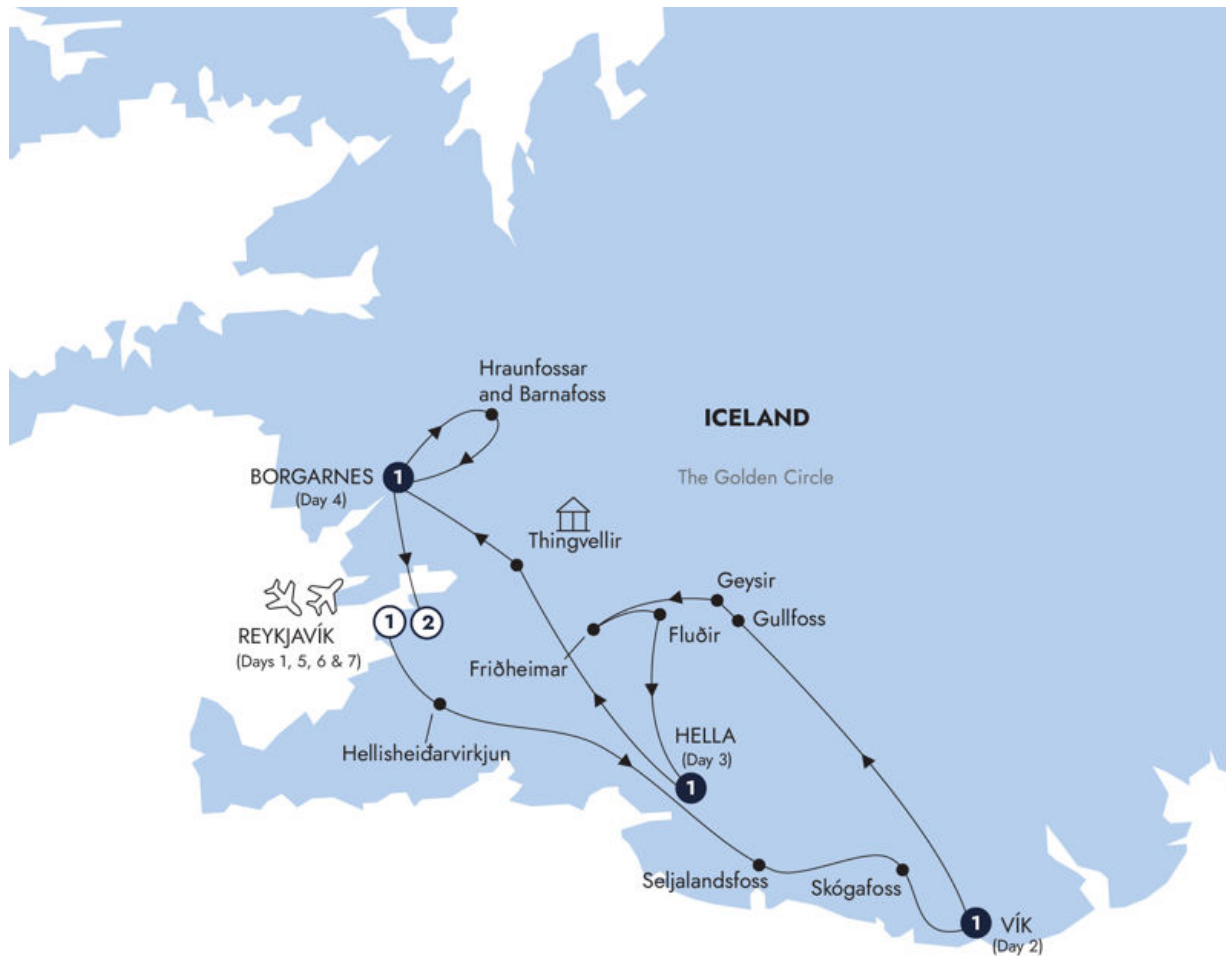 Hraunfossar
and Barnafoss
ICELAND
The Golden Circle
BORGARNES
(Day 4)
1
Thingvellir
Geysir
Gullfoss
Fluðir
Friðheimar
REYKJAVÍK
(Days 1, 5, 6 & 7)
1
2
Hellisheiðarvirkjun
HELLA
(Day 3)
1
Seljalandsfoss
Skógafoss
1
VÍK
(Day 2)